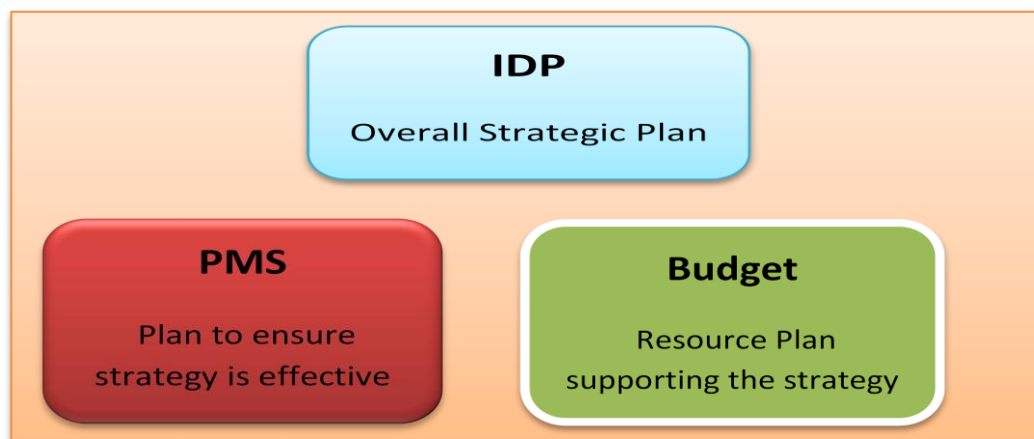 IDP
Overall Strategic Plan
PMS
Plan to ensure
strategy is effective
Budget
Resource Plan
supporting the strategy